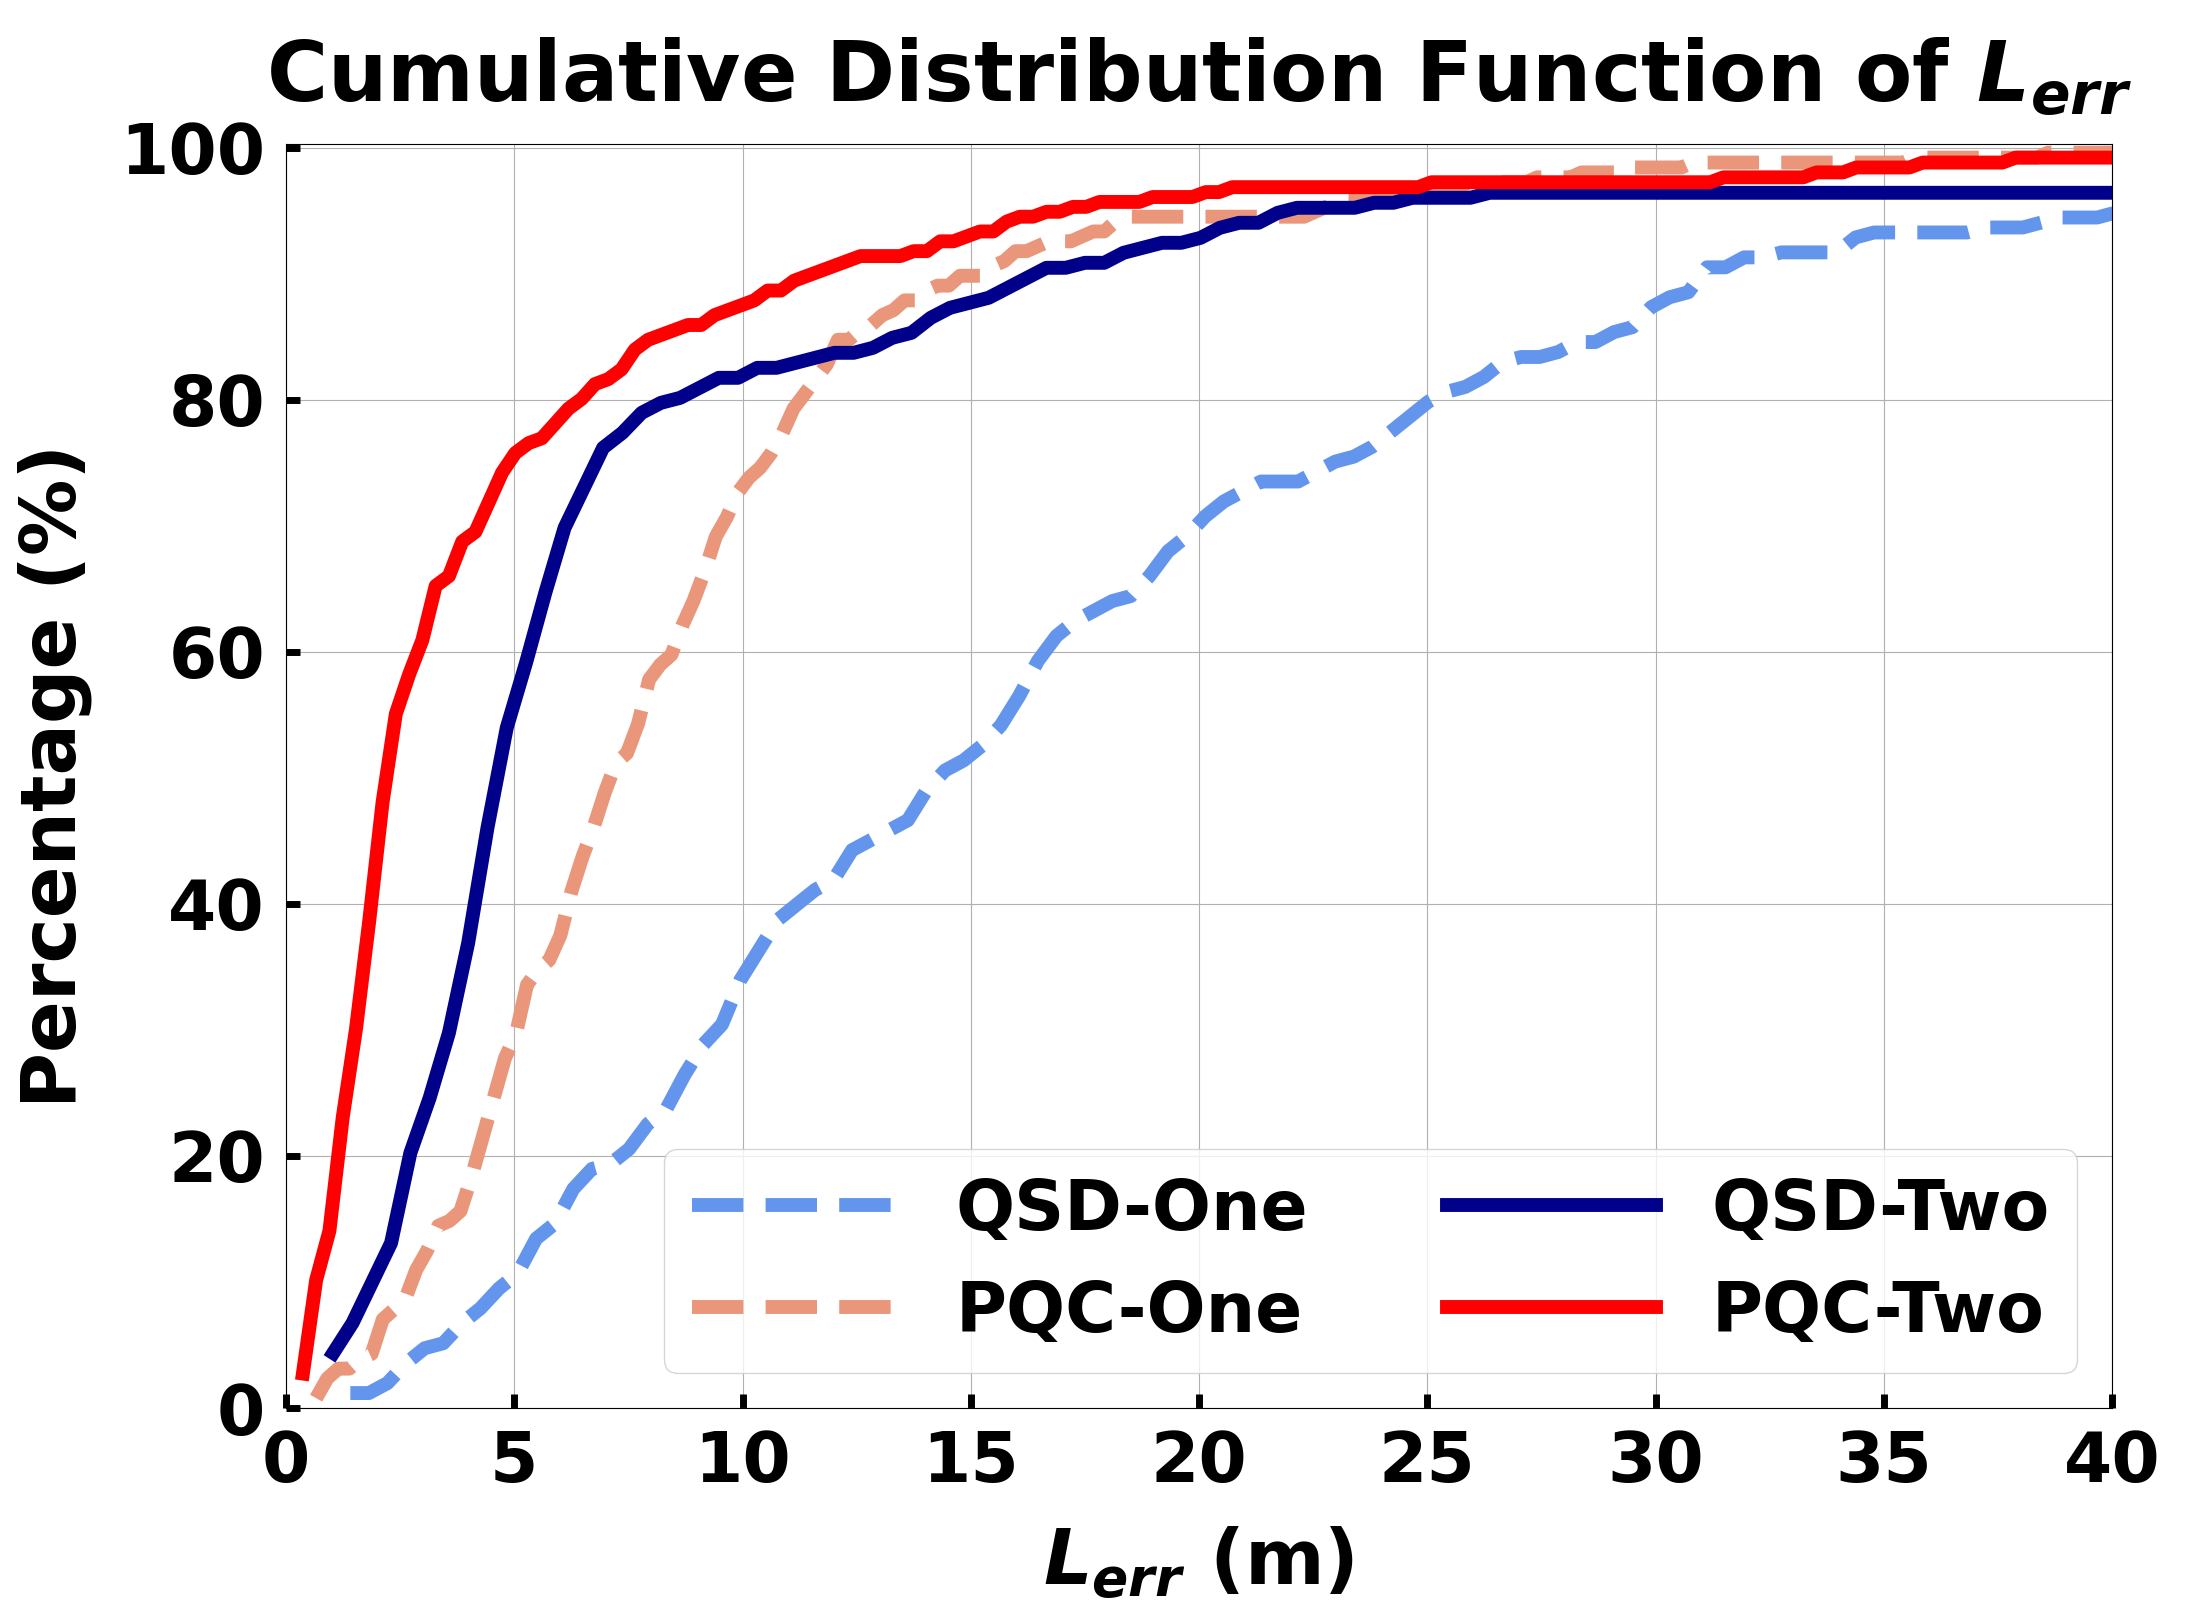 Cumulative Distribution Function of L_err
100
80
60
40
20
0
Percentage (%)
QSD-One
QSD-Two
PQC-One
PQC-Two
0 5 10 15 20 25 30 35 40
L_err (m)